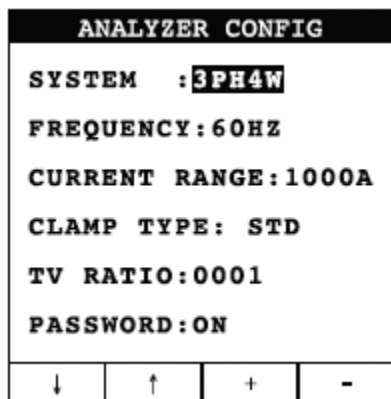 ANALYZER CONFIG
SYSTEM :3PH4W
FREQUENCY:60HZ
CURRENT RANGE:1000A
CLAMP TYPE: STD
TV RATIO:0001
PASSWORD:ON
↓ ↑ + -